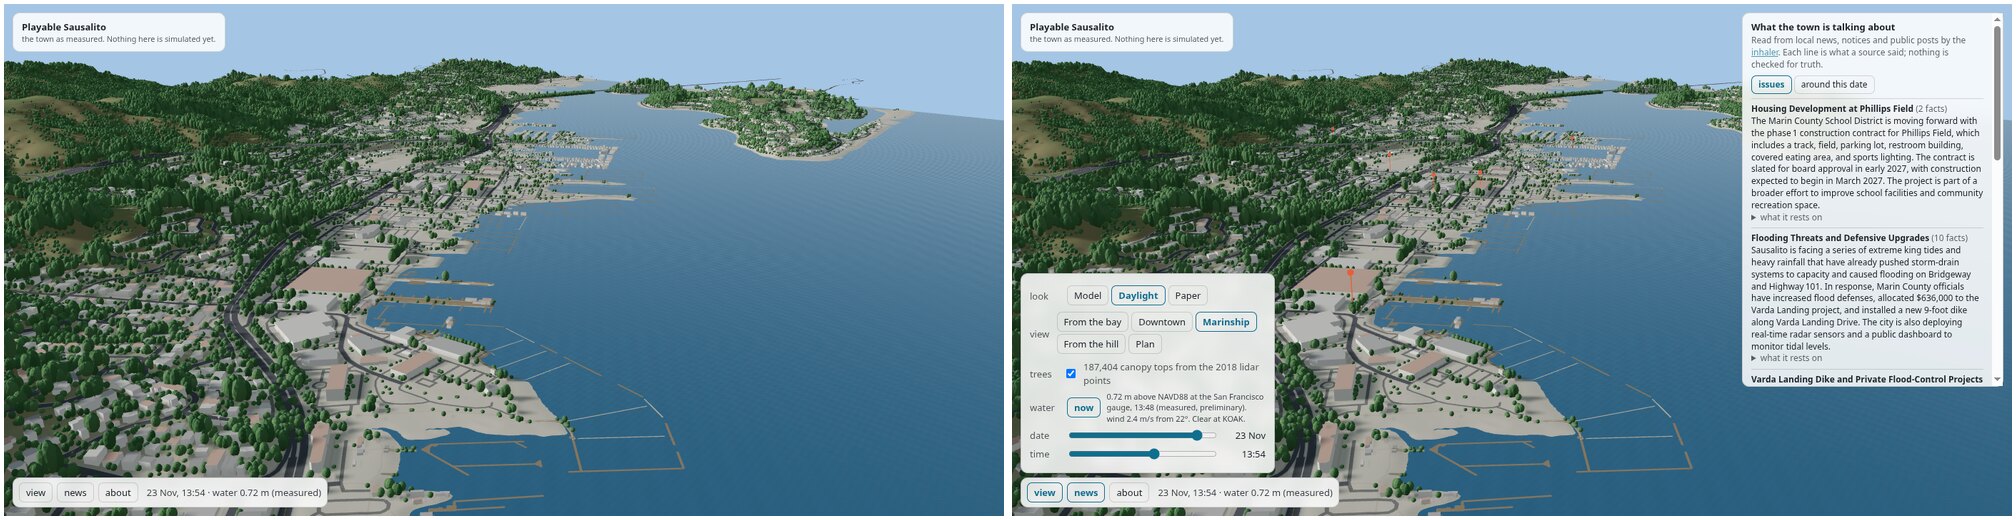 Playable Sausalito
the town as measured. Nothing here is simulated yet.
view news about 23 Nov, 13:54 · water 0.72 m (measured)
Playable Sausalito
the town as measured. Nothing here is simulated yet.
look Model Daylight Paper
view From the bay Downtown Marinship
From the hill Plan
trees 187,404 canopy tops from the 2018 lidar
points
water now 0.72 m above NAVD88 at the San Francisco
gauge, 13:48 (measured, preliminary).
wind 2.4 m/s from 22°. Clear at KOAK.
date 23 Nov
time 13:54
view news about 23 Nov, 13:54 · water 0.72 m (measured)
What the town is talking about
Read from local news, notices and public posts by the
inhaler. Each line is what a source said; nothing is
checked for truth.
issues around this date
Housing Development at Phillips Field (2 facts)
The Marin County School District is moving forward with
the phase 1 construction contract for Phillips Field, which
includes a track, field, parking lot, restroom building,
covered eating area, and sports lighting. The contract is
slated for board approval in early 2027, with construction
expected to begin in March 2027. The project is part of a
broader effort to improve school facilities and community
recreation space.
▶ what it rests on
Flooding Threats and Defensive Upgrades (10 facts)
Sausalito is facing a series of extreme king tides and
heavy rainfall that have already pushed storm-drain
systems to capacity and caused flooding on Bridgeway
and Highway 101. In response, Marin County officials
have increased flood defenses, allocated $636,000 to the
Varda Landing project, and installed a new 9-foot dike
along Varda Landing Drive. The city is also deploying
real-time radar sensors and a public dashboard to
monitor tidal levels.
▶ what it rests on
Varda Landing Dike and Private Flood-Control Projects